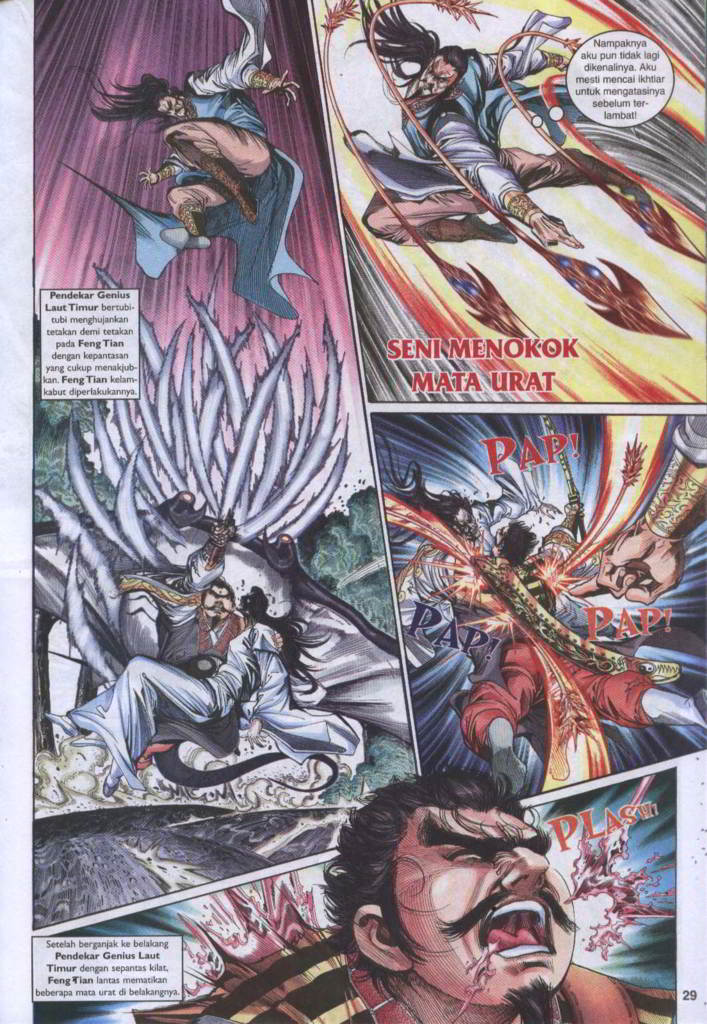 Pendekar Genius
Laut Timur bertubi-
tubi menghujankan
tetakan demi tetakan
pada Feng Tian
dengan kepantasan
yang cukup menakjub-
kan. Feng Tian kelam-
kabut diperlakukannya.
Nampaknya
aku pun tidak lagi
dikenalinya. Aku
mesti mencai ikhtiar
untuk mengatasinya
sebelum ter-
lambat!
SENI MENOKOK
MATA URAT
PAP!
PAP!
PAP!
PLASH!
Setelah berganjak ke belakang
Pendekar Genius Laut
Timur dengan sepantas kilat,
Feng Tian lantas mematikan
beberapa mata urat di belakangnya.
29